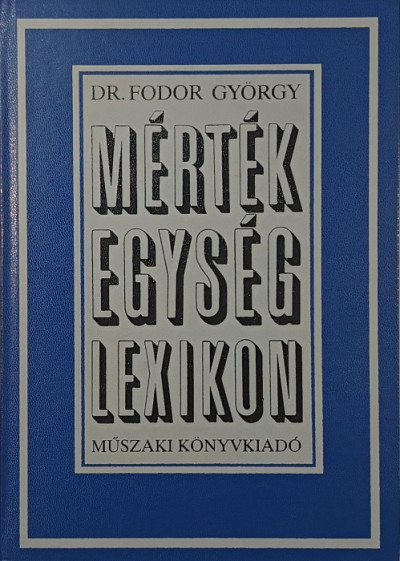 DR. FODOR GYÖRGY
MÉRTÉK
EGYSÉG
LEXIKON
MŰSZAKI KÖNYVKIADÓ